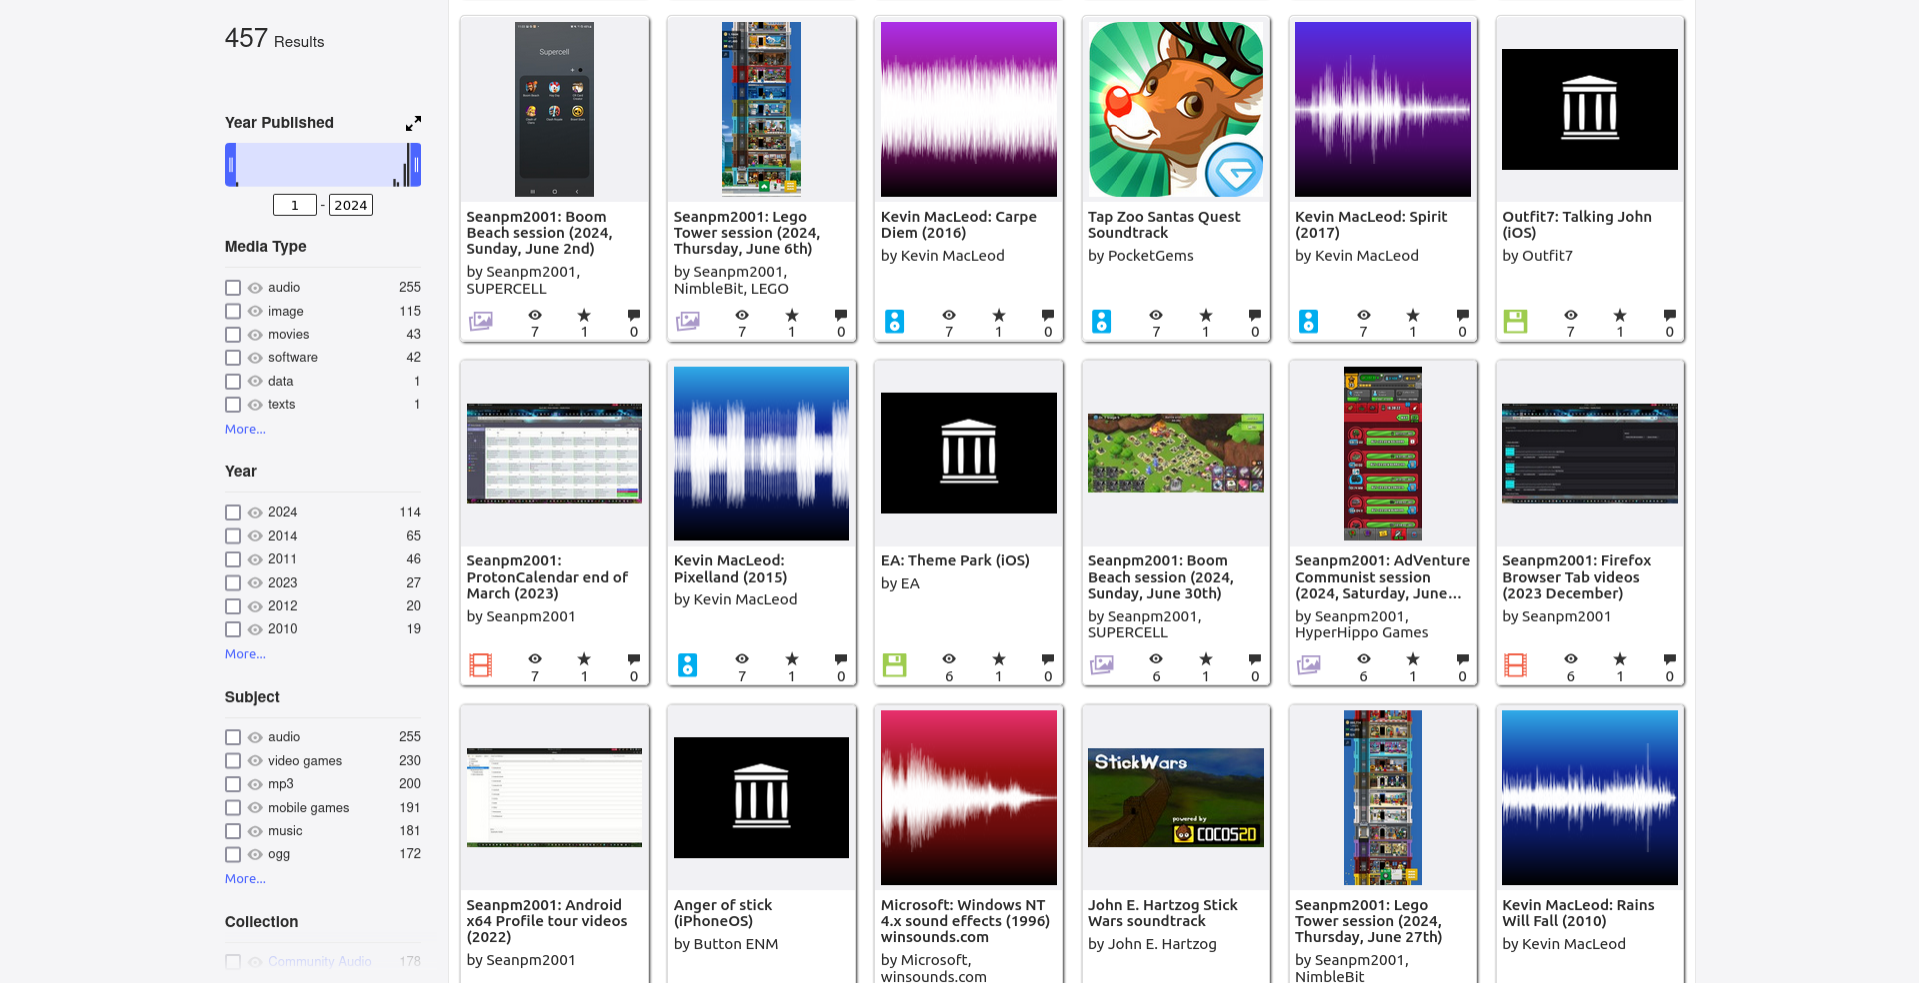 457 Results
Year Published
1 - 2024
Media Type
audio 255
image 115
movies 43
software 42
data 1
texts 1
More...
Year
2024 114
2014 65
2011 46
2023 27
2012 20
2010 19
More...
Subject
audio 255
video games 230
mp3 200
mobile games 191
music 181
ogg 172
More...
Collection
Community Audio 178
Supercell
Seanpm2001: Boom
Beach session (2024,
Sunday, June 2nd)
by Seanpm2001,
SUPERCELL
7 1 0
Seanpm2001: Lego
Tower session (2024,
Thursday, June 6th)
by Seanpm2001,
NimbleBit, LEGO
7 1 0
Kevin MacLeod: Carpe
Diem (2016)
by Kevin MacLeod
7 1 0
Tap Zoo Santas Quest
Soundtrack
by PocketGems
7 1 0
Kevin MacLeod: Spirit
(2017)
by Kevin MacLeod
7 1 0
Outfit7: Talking John
(iOS)
by Outfit7
7 1 0
Seanpm2001:
ProtonCalendar end of
March (2023)
by Seanpm2001
7 1 0
Kevin MacLeod:
Pixelland (2015)
by Kevin MacLeod
7 1 0
EA: Theme Park (iOS)
by EA
6 1 0
Seanpm2001: Boom
Beach session (2024,
Sunday, June 30th)
by Seanpm2001,
SUPERCELL
6 1 0
Seanpm2001: AdVenture
Communist session
(2024, Saturday, June...
by Seanpm2001,
HyperHippo Games
6 1 0
Seanpm2001: Firefox
Browser Tab videos
(2023 December)
by Seanpm2001
6 1 0
Seanpm2001: Android
x64 Profile tour videos
(2022)
by Seanpm2001
Anger of stick
(iPhoneOS)
by Button ENM
Microsoft: Windows NT
4.x sound effects (1996)
winsounds.com
by Microsoft,
winsounds.com
StickWars
powered by
COCOS2D
John E. Hartzog Stick
Wars soundtrack
by John E. Hartzog
Seanpm2001: Lego
Tower session (2024,
Thursday, June 27th)
by Seanpm2001,
NimbleBit
Kevin MacLeod: Rains
Will Fall (2010)
by Kevin MacLeod